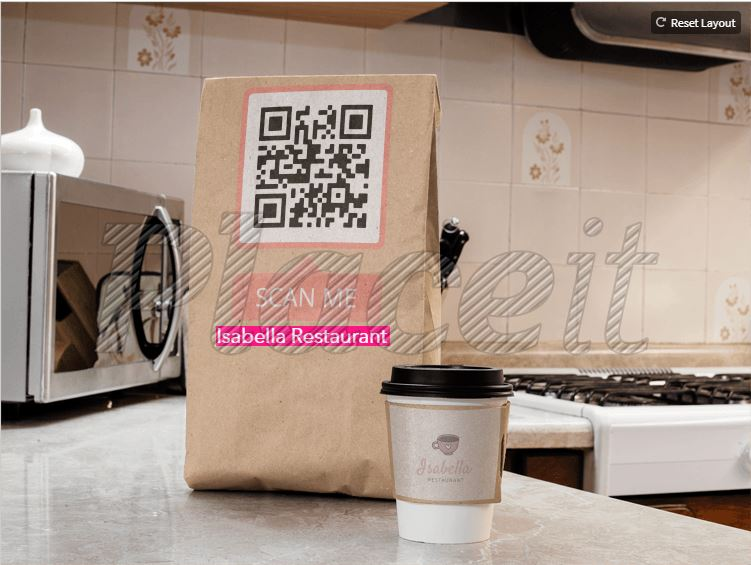 Reset Layout
SCAN ME
Placeit
Isabella Restaurant
Isabella
RESTAURANT